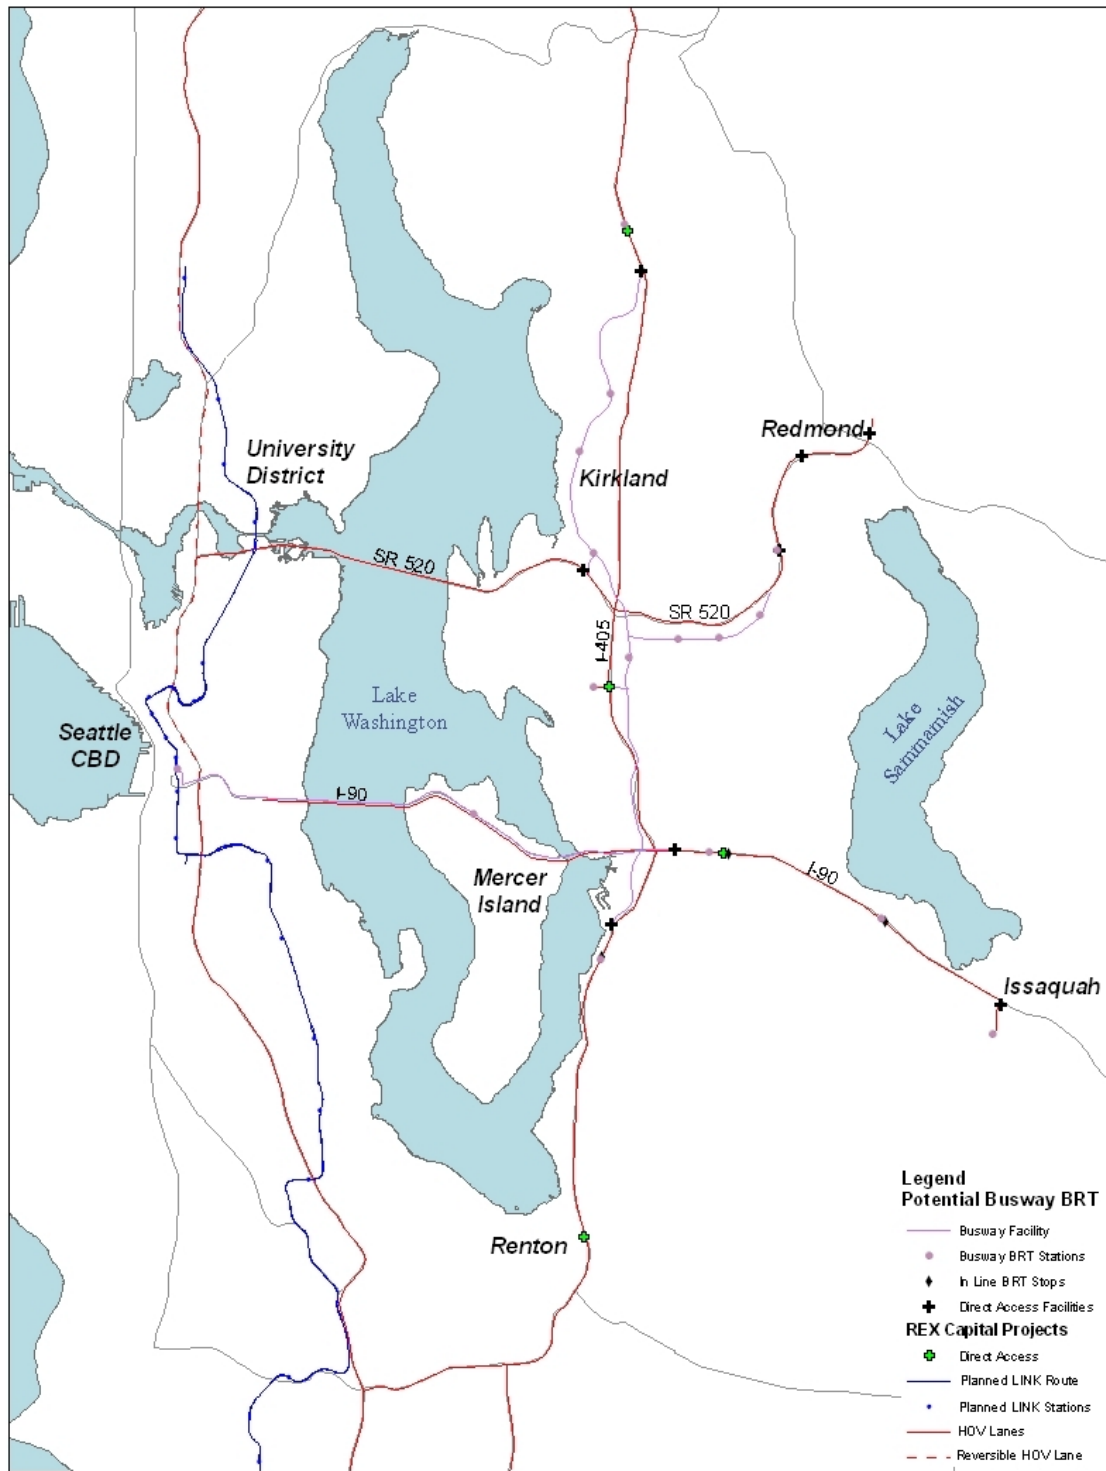 University
District
Redmond
Kirkland
SR 520
SR 520
I-405
Lake
Washington
Lake
Sammamish
Seattle
CBD
I-90
Mercer
Island
I-90
Issaquah
Renton
Legend
Potential Busway BRT
Busway Facility
Busway BRT Stations
In Line BRT Stops
Direct Access Facilities
REX Capital Projects
Direct Access
Planned LINK Route
Planned LINK Stations
HOV Lanes
Reversible HOV Lane